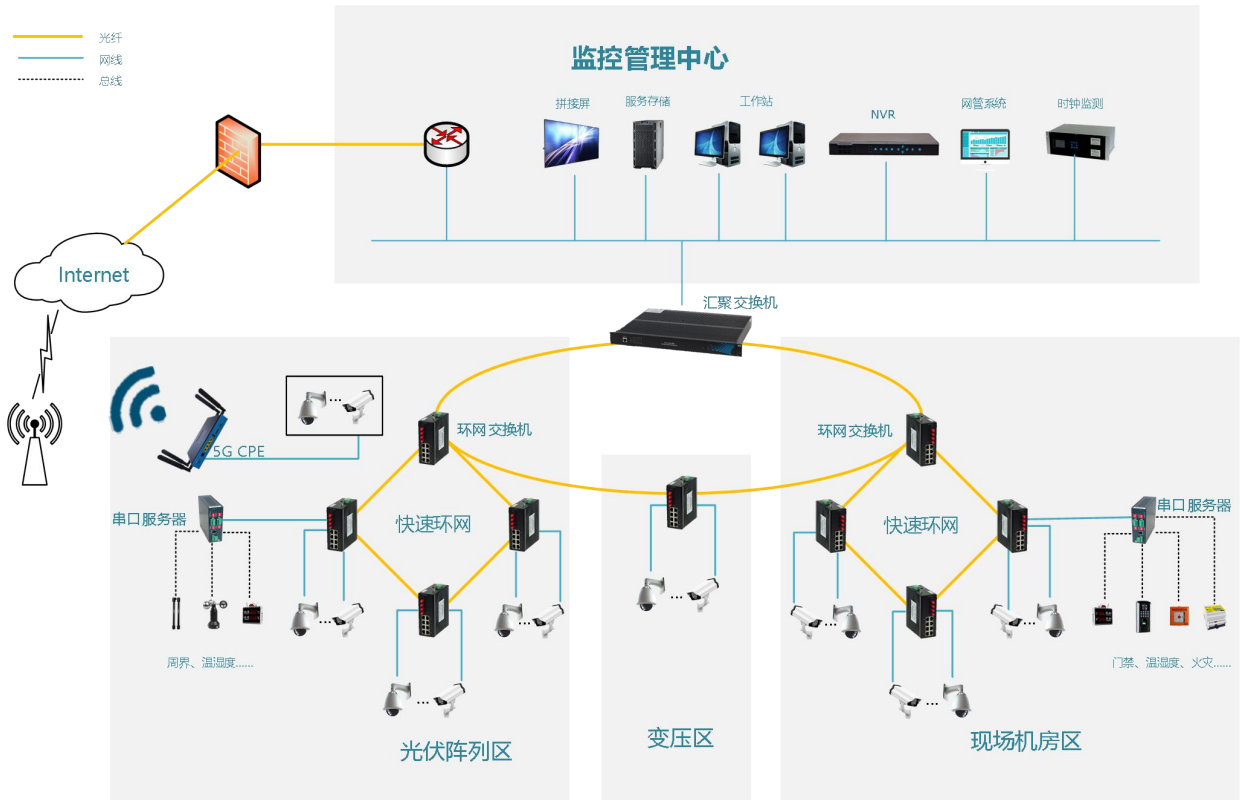 光纤
网线
总线
监控管理中心
拼接屏
服务存储
工作站
NVR
网管系统
时钟监测
Internet
汇聚交换机
5G CPE
环网交换机
环网交换机
串口服务器
快速环网
快速环网
串口服务器
周界、温湿度......
门禁、温湿度、火灾......
光伏阵列区
变压区
现场机房区